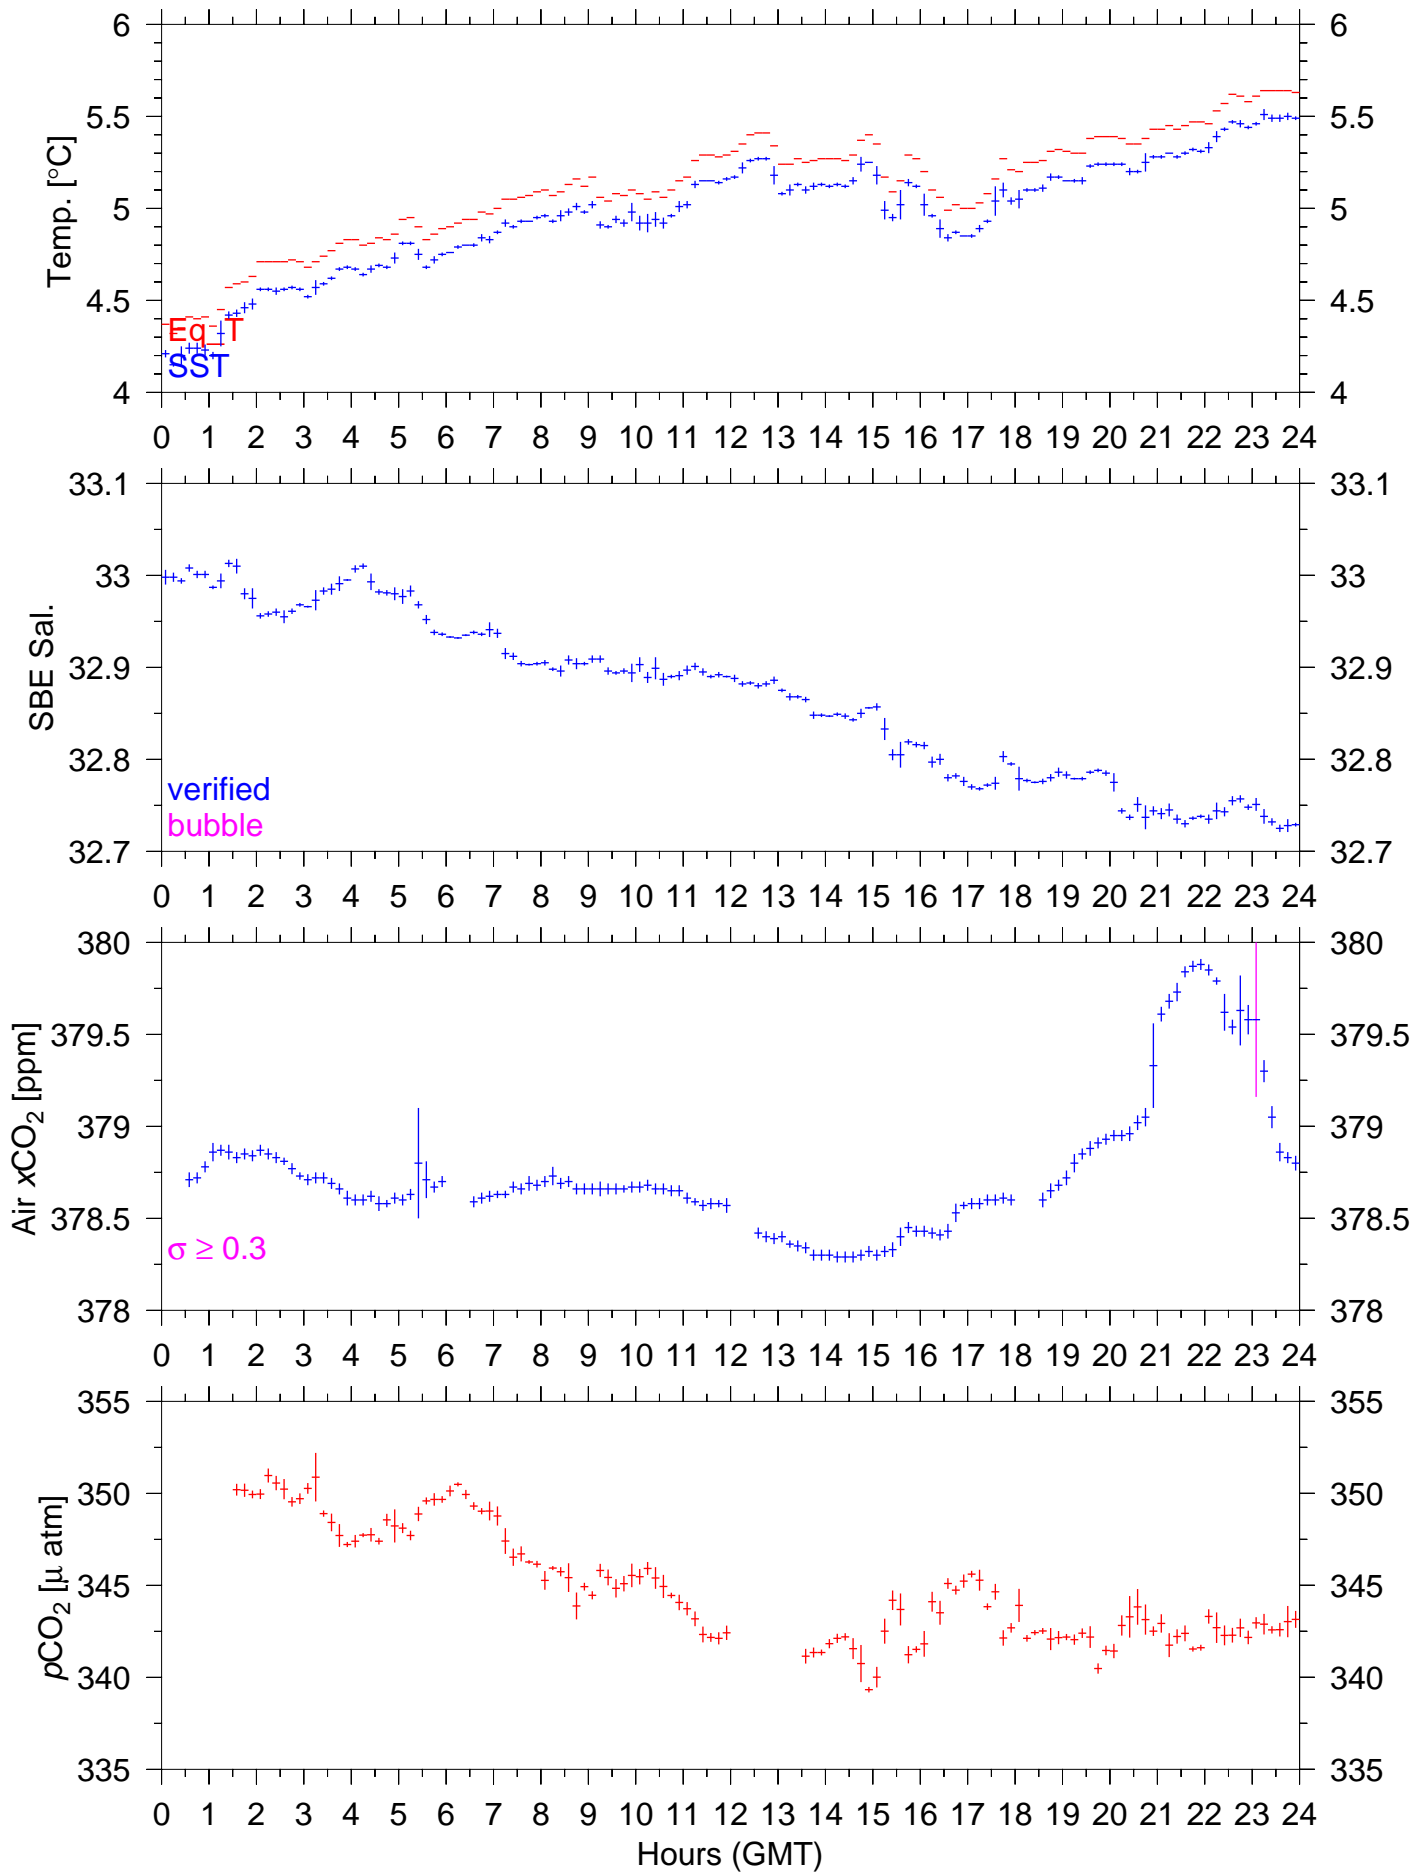 6 6
5.5 5.5
5 5
4.5 4.5
4 4
Temp. [°C]
Eq_T
SST
0 1 2 3 4 5 6 7 8 9 10 11 12 13 14 15 16 17 18 19 20 21 22 23 24
33.1 33.1
33 33
32.9 32.9
32.8 32.8
32.7 32.7
SBE Sal.
verified
bubble
0 1 2 3 4 5 6 7 8 9 10 11 12 13 14 15 16 17 18 19 20 21 22 23 24
380 380
379.5 379.5
379 379
378.5 378.5
378 378
Air xCO₂ [ppm]
σ ≥ 0.3
0 1 2 3 4 5 6 7 8 9 10 11 12 13 14 15 16 17 18 19 20 21 22 23 24
355 355
350 350
345 345
340 340
335 335
pCO₂ [μ atm]
0 1 2 3 4 5 6 7 8 9 10 11 12 13 14 15 16 17 18 19 20 21 22 23 24
Hours (GMT)